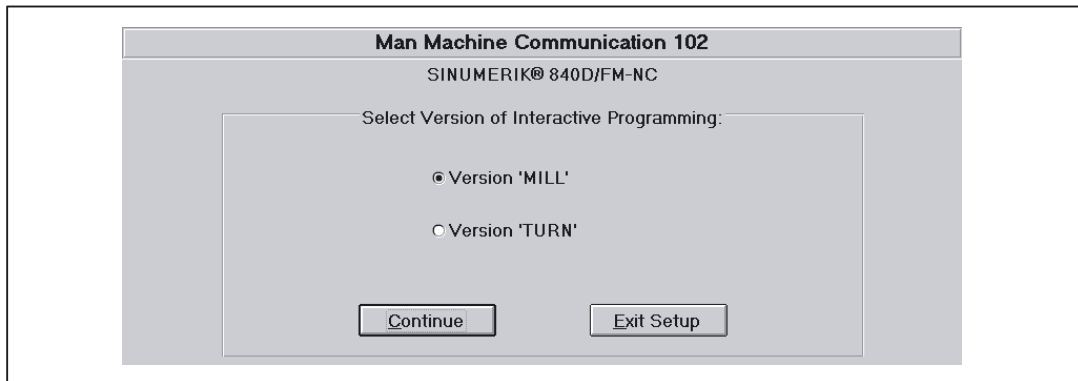 Man Machine Communication 102
SINUMERIK® 840D/FM-NC
Select Version of Interactive Programming:
Version 'MILL'
Version 'TURN'
Continue Exit Setup